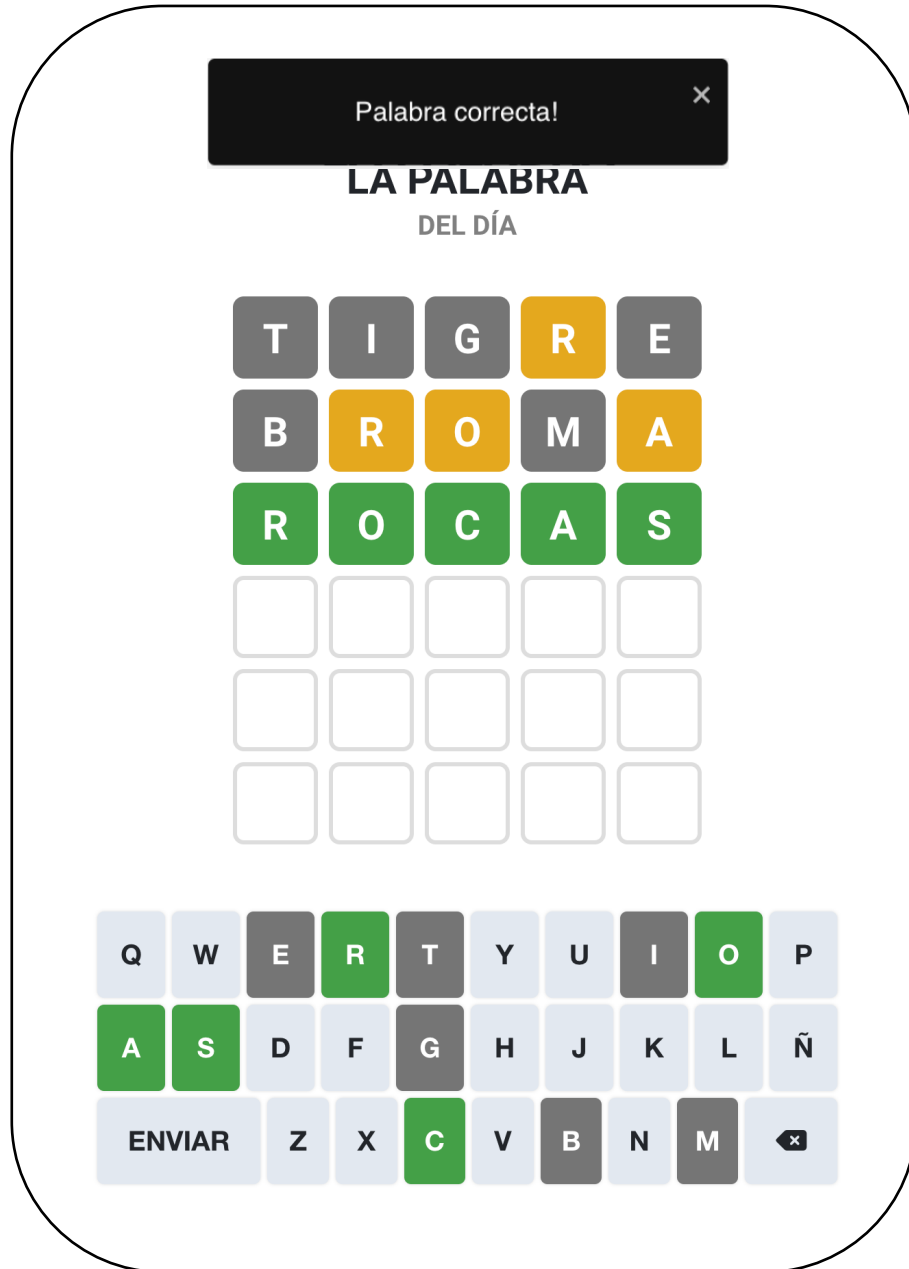 Palabra correcta!
×
LA PALABRA
DEL DÍA
T I G R E
B R O M A
R O C A S
Q W E R T Y U I O P
A S D F G H J K L Ñ
ENVIAR Z X C V B N M